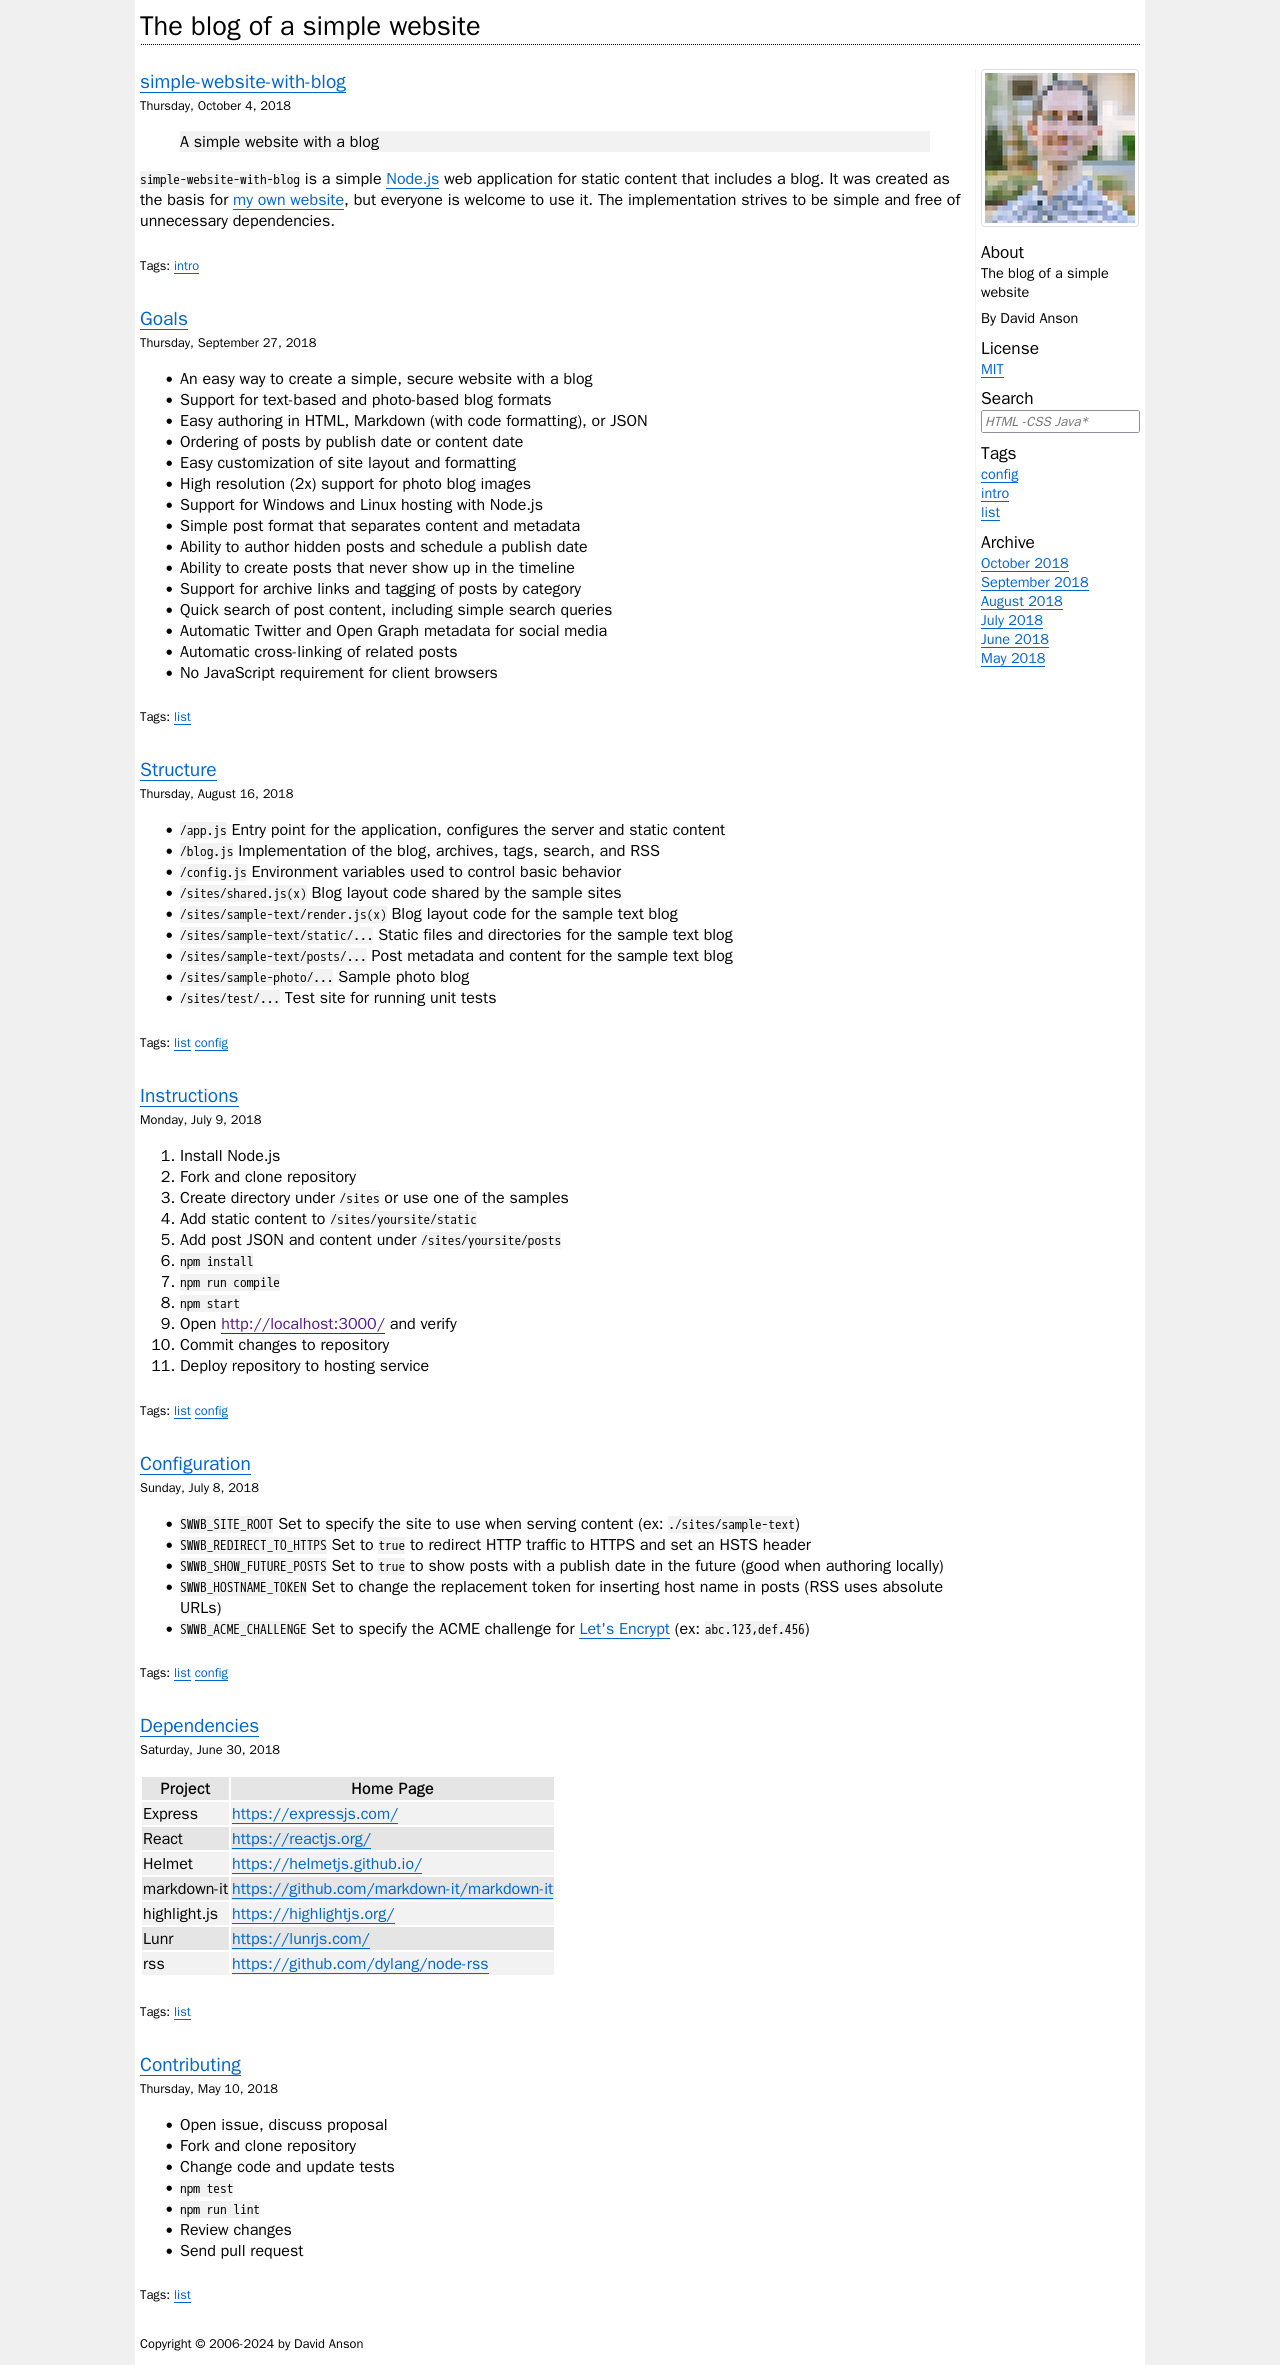 The blog of a simple website
simple-website-with-blog
Thursday, October 4, 2018
A simple website with a blog
simple-website-with-blog is a simple Node.js web application for static content that includes a blog. It was created as
the basis for my own website, but everyone is welcome to use it. The implementation strives to be simple and free of
unnecessary dependencies.
Tags: intro
Goals
Thursday, September 27, 2018
• An easy way to create a simple, secure website with a blog
• Support for text-based and photo-based blog formats
• Easy authoring in HTML, Markdown (with code formatting), or JSON
• Ordering of posts by publish date or content date
• Easy customization of site layout and formatting
• High resolution (2x) support for photo blog images
• Support for Windows and Linux hosting with Node.js
• Simple post format that separates content and metadata
• Ability to author hidden posts and schedule a publish date
• Ability to create posts that never show up in the timeline
• Support for archive links and tagging of posts by category
• Quick search of post content, including simple search queries
• Automatic Twitter and Open Graph metadata for social media
• Automatic cross-linking of related posts
• No JavaScript requirement for client browsers
Tags: list
Structure
Thursday, August 16, 2018
• /app.js Entry point for the application, configures the server and static content
• /blog.js Implementation of the blog, archives, tags, search, and RSS
• /config.js Environment variables used to control basic behavior
• /sites/shared.js(x) Blog layout code shared by the sample sites
• /sites/sample-text/render.js(x) Blog layout code for the sample text blog
• /sites/sample-text/static/... Static files and directories for the sample text blog
• /sites/sample-text/posts/... Post metadata and content for the sample text blog
• /sites/sample-photo/... Sample photo blog
• /sites/test/... Test site for running unit tests
Tags: list config
Instructions
Monday, July 9, 2018
1. Install Node.js
2. Fork and clone repository
3. Create directory under /sites or use one of the samples
4. Add static content to /sites/yoursite/static
5. Add post JSON and content under /sites/yoursite/posts
6. npm install
7. npm run compile
8. npm start
9. Open http://localhost:3000/ and verify
10. Commit changes to repository
11. Deploy repository to hosting service
Tags: list config
Configuration
Sunday, July 8, 2018
• SWWB_SITE_ROOT Set to specify the site to use when serving content (ex: ./sites/sample-text)
• SWWB_REDIRECT_TO_HTTPS Set to true to redirect HTTP traffic to HTTPS and set an HSTS header
• SWWB_SHOW_FUTURE_POSTS Set to true to show posts with a publish date in the future (good when authoring locally)
• SWWB_HOSTNAME_TOKEN Set to change the replacement token for inserting host name in posts (RSS uses absolute
URLs)
• SWWB_ACME_CHALLENGE Set to specify the ACME challenge for Let's Encrypt (ex: abc.123,def.456)
Tags: list config
Dependencies
Saturday, June 30, 2018
Project Home Page
Express https://expressjs.com/
React https://reactjs.org/
Helmet https://helmetjs.github.io/
markdown-it https://github.com/markdown-it/markdown-it
highlight.js https://highlightjs.org/
Lunr https://lunrjs.com/
rss https://github.com/dylang/node-rss
Tags: list
Contributing
Thursday, May 10, 2018
• Open issue, discuss proposal
• Fork and clone repository
• Change code and update tests
• npm test
• npm run lint
• Review changes
• Send pull request
Tags: list
About
The blog of a simple
website
By David Anson
License
MIT
Search
HTML -CSS Java*
Tags
config
intro
list
Archive
October 2018
September 2018
August 2018
July 2018
June 2018
May 2018
Copyright © 2006-2024 by David Anson